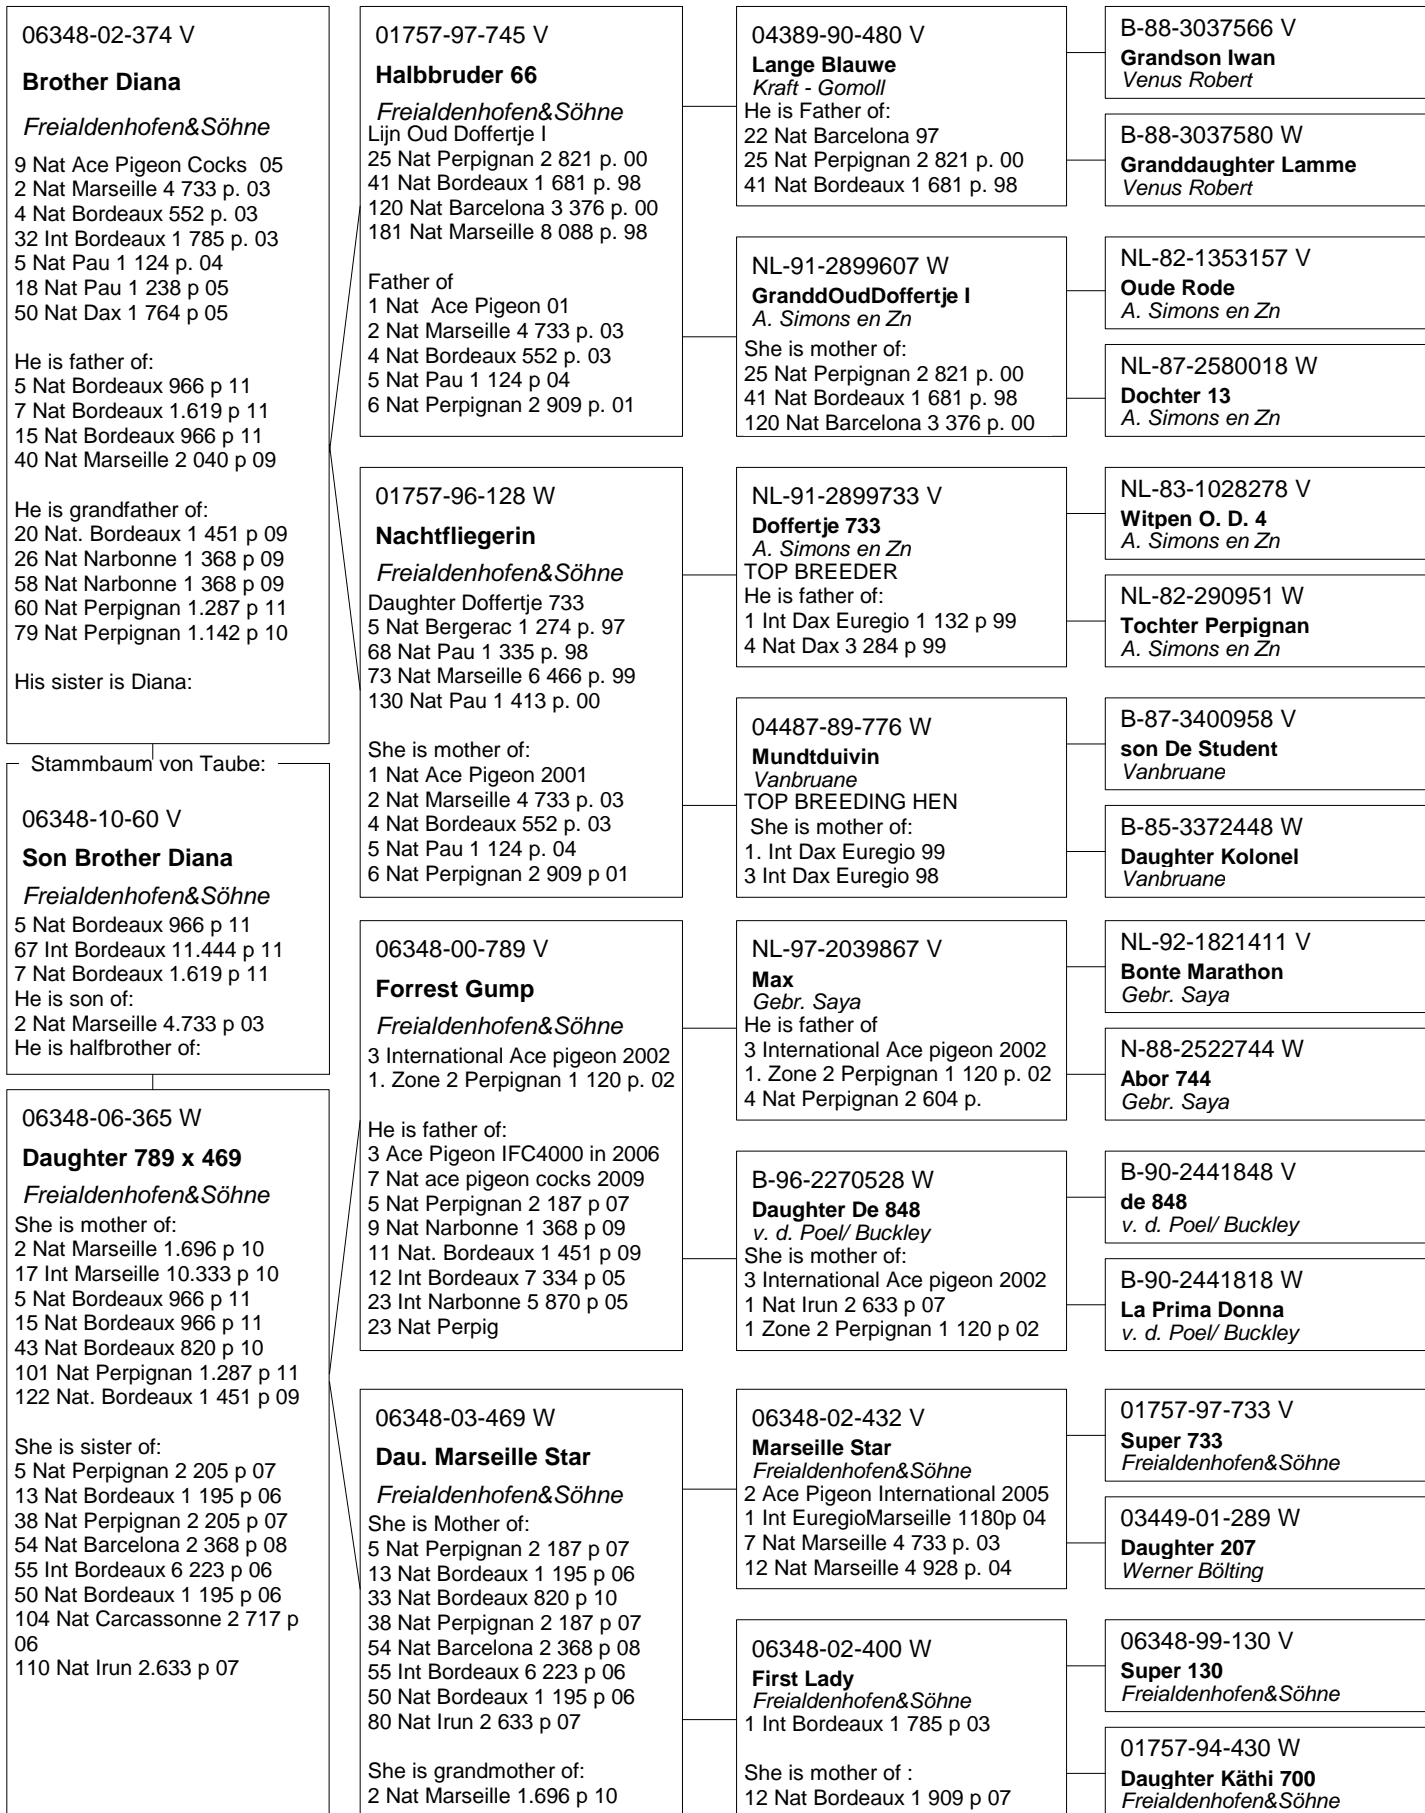 06348-02-374 V
Brother Diana
Freialdenhofen&Söhne
9 Nat Ace Pigeon Cocks  05
2 Nat Marseille 4 733 p. 03
4 Nat Bordeaux 552 p. 03
32 Int Bordeaux 1 785 p. 03
5 Nat Pau 1 124 p. 04
18 Nat Pau 1 238 p 05
50 Nat Dax 1 764 p 05
He is father of:
5 Nat Bordeaux 966 p 11
7 Nat Bordeaux 1.619 p 11
15 Nat Bordeaux 966 p 11
40 Nat Marseille 2 040 p 09
He is grandfather of:
20 Nat. Bordeaux 1 451 p 09
26 Nat Narbonne 1 368 p 09
58 Nat Narbonne 1 368 p 09
60 Nat Perpignan 1.287 p 11
79 Nat Perpignan 1.142 p 10
His sister is Diana:
Stammbaum von Taube:
06348-10-60 V
Son Brother Diana
Freialdenhofen&Söhne
5 Nat Bordeaux 966 p 11
67 Int Bordeaux 11.444 p 11
7 Nat Bordeaux 1.619 p 11
He is son of:
2 Nat Marseille 4.733 p 03
He is halfbrother of:
06348-06-365 W
Daughter 789 x 469
Freialdenhofen&Söhne
She is mother of:
2 Nat Marseille 1.696 p 10
17 Int Marseille 10.333 p 10
5 Nat Bordeaux 966 p 11
15 Nat Bordeaux 966 p 11
43 Nat Bordeaux 820 p 10
101 Nat Perpignan 1.287 p 11
122 Nat. Bordeaux 1 451 p 09
She is sister of:
5 Nat Perpignan 2 205 p 07
13 Nat Bordeaux 1 195 p 06
38 Nat Perpignan 2 205 p 07
54 Nat Barcelona 2 368 p 08
55 Int Bordeaux 6 223 p 06
50 Nat Bordeaux 1 195 p 06
104 Nat Carcassonne 2 717 p
06
110 Nat Irun 2.633 p 07
01757-97-745 V
Halbbruder 66
Freialdenhofen&Söhne
Lijn Oud Doffertje I
25 Nat Perpignan 2 821 p. 00
41 Nat Bordeaux 1 681 p. 98
120 Nat Barcelona 3 376 p. 00
181 Nat Marseille 8 088 p. 98
Father of
1 Nat  Ace Pigeon 01
2 Nat Marseille 4 733 p. 03
4 Nat Bordeaux 552 p. 03
5 Nat Pau 1 124 p 04
6 Nat Perpignan 2 909 p. 01
01757-96-128 W
Nachtfliegerin
Freialdenhofen&Söhne
Daughter Doffertje 733
5 Nat Bergerac 1 274 p. 97
68 Nat Pau 1 335 p. 98
73 Nat Marseille 6 466 p. 99
130 Nat Pau 1 413 p. 00
She is mother of:
1 Nat Ace Pigeon 2001
2 Nat Marseille 4 733 p. 03
4 Nat Bordeaux 552 p. 03
5 Nat Pau 1 124 p. 04
6 Nat Perpignan 2 909 p 01
06348-00-789 V
Forrest Gump
Freialdenhofen&Söhne
3 International Ace pigeon 2002
1. Zone 2 Perpignan 1 120 p. 02
He is father of:
3 Ace Pigeon IFC4000 in 2006
7 Nat ace pigeon cocks 2009
5 Nat Perpignan 2 187 p 07
9 Nat Narbonne 1 368 p 09
11 Nat. Bordeaux 1 451 p 09
12 Int Bordeaux 7 334 p 05
23 Int Narbonne 5 870 p 05
23 Nat Perpig
06348-03-469 W
Dau. Marseille Star
Freialdenhofen&Söhne
She is Mother of:
5 Nat Perpignan 2 187 p 07
13 Nat Bordeaux 1 195 p 06
33 Nat Bordeaux 820 p 10
38 Nat Perpignan 2 187 p 07
54 Nat Barcelona 2 368 p 08
55 Int Bordeaux 6 223 p 06
50 Nat Bordeaux 1 195 p 06
80 Nat Irun 2 633 p 07
She is grandmother of:
2 Nat Marseille 1.696 p 10
04389-90-480 V
Lange Blauwe
Kraft - Gomoll
He is Father of:
22 Nat Barcelona 97
25 Nat Perpignan 2 821 p. 00
41 Nat Bordeaux 1 681 p. 98
NL-91-2899607 W
GranddOudDoffertje I
A. Simons en Zn
She is mother of:
25 Nat Perpignan 2 821 p. 00
41 Nat Bordeaux 1 681 p. 98
120 Nat Barcelona 3 376 p. 00
NL-91-2899733 V
Doffertje 733
A. Simons en Zn
TOP BREEDER
He is father of:
1 Int Dax Euregio 1 132 p 99
4 Nat Dax 3 284 p 99
04487-89-776 W
Mundtduivin
Vanbruane
TOP BREEDING HEN
She is mother of:
1. Int Dax Euregio 99
3 Int Dax Euregio 98
NL-97-2039867 V
Max
Gebr. Saya
He is father of
3 International Ace pigeon 2002
1. Zone 2 Perpignan 1 120 p. 02
4 Nat Perpignan 2 604 p.
B-96-2270528 W
Daughter De 848
v. d. Poel/ Buckley
She is mother of:
3 International Ace pigeon 2002
1 Nat Irun 2 633 p 07
1 Zone 2 Perpignan 1 120 p 02
06348-02-432 V
Marseille Star
Freialdenhofen&Söhne
2 Ace Pigeon International 2005
1 Int EuregioMarseille 1180p 04
7 Nat Marseille 4 733 p. 03
12 Nat Marseille 4 928 p. 04
06348-02-400 W
First Lady
Freialdenhofen&Söhne
1 Int Bordeaux 1 785 p 03
She is mother of :
12 Nat Bordeaux 1 909 p 07
B-88-3037566 V
Grandson Iwan
Venus Robert
B-88-3037580 W
Granddaughter Lamme
Venus Robert
NL-82-1353157 V
Oude Rode
A. Simons en Zn
NL-87-2580018 W
Dochter 13
A. Simons en Zn
NL-83-1028278 V
Witpen O. D. 4
A. Simons en Zn
NL-82-290951 W
Tochter Perpignan
A. Simons en Zn
B-87-3400958 V
son De Student
Vanbruane
B-85-3372448 W
Daughter Kolonel
Vanbruane
NL-92-1821411 V
Bonte Marathon
Gebr. Saya
N-88-2522744 W
Abor 744
Gebr. Saya
B-90-2441848 V
de 848
v. d. Poel/ Buckley
B-90-2441818 W
La Prima Donna
v. d. Poel/ Buckley
01757-97-733 V
Super 733
Freialdenhofen&Söhne
03449-01-289 W
Daughter 207
Werner Bölting
06348-99-130 V
Super 130
Freialdenhofen&Söhne
01757-94-430 W
Daughter Käthi 700
Freialdenhofen&Söhne